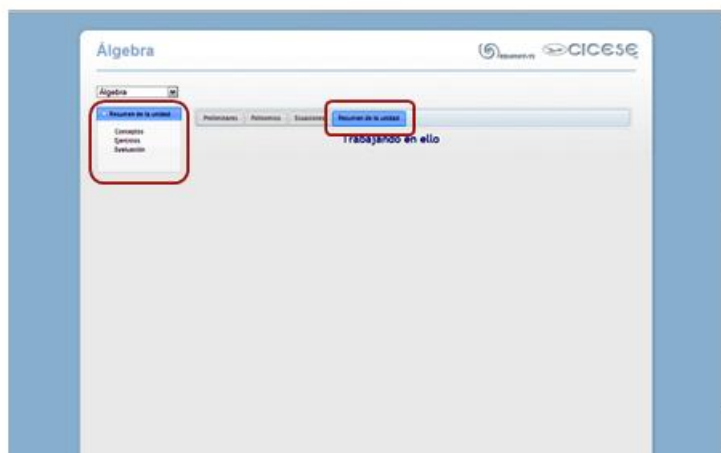 Álgebra
CICESE
Álgebra
Resumen de la unidad
Conceptos
Ejercicios
Evaluación
Preliminares Polinomios Ecuaciones Resumen de la unidad
Trabajando en ello